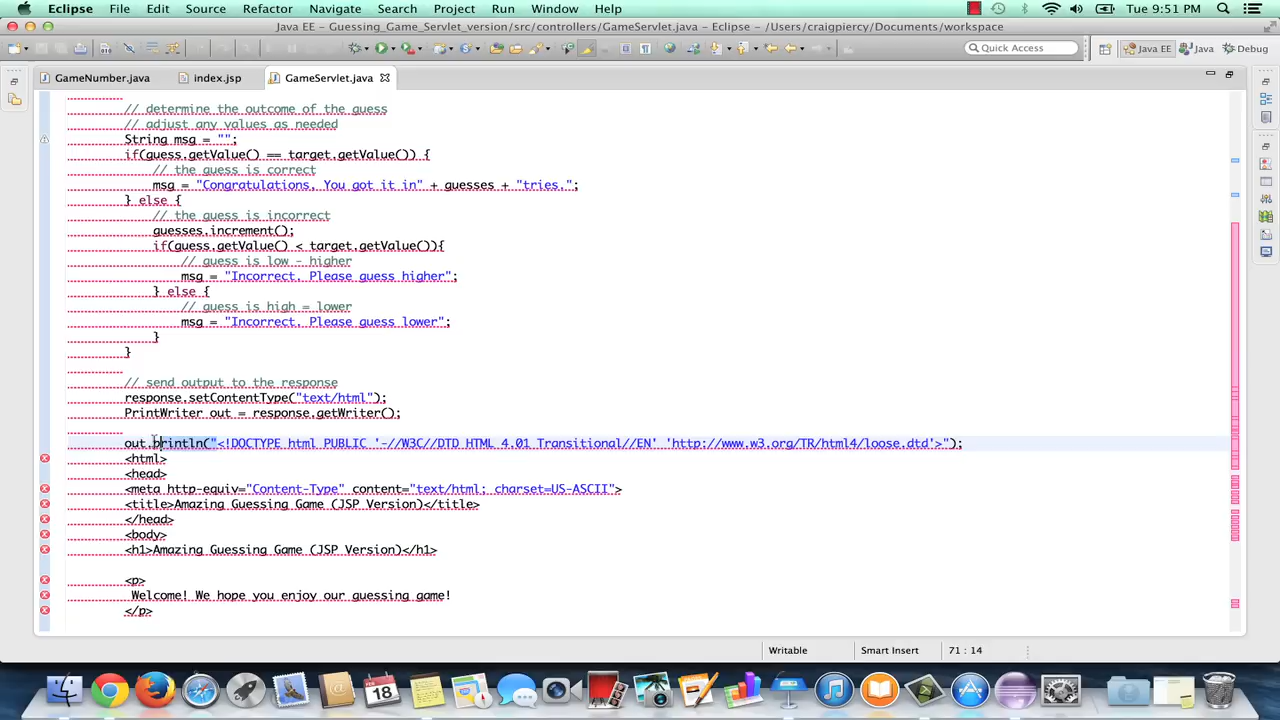 Eclipse File Edit Source Refactor Navigate Search Project Run Window Help Tue 9:51 PM
Java EE - Guessing_Game_Servlet_version/src/controllers/GameServlet.java - Eclipse - /Users/craigpiercy/Documents/workspace
Quick Access Java EE Java Debug
GameNumber.java index.jsp GameServlet.java
// determine the outcome of the guess
// adjust any values as needed
String msg = "";
if(guess.getValue() == target.getValue()) {
// the guess is correct
msg = "Congratulations, You got it in" + guesses + "tries.";
} else {
// the guess is incorrect
guesses.increment();
if(guess.getValue() < target.getValue()){
// guess is low - higher
msg = "Incorrect. Please guess higher";
} else {
// guess is high = lower
msg = "Incorrect. Please guess lower";
}
}
// send output to the response
response.setContentType("text/html");
PrintWriter out = response.getWriter();
out.println("<!DOCTYPE html PUBLIC '-//W3C//DTD HTML 4.01 Transitional//EN' 'http://www.w3.org/TR/html4/loose.dtd'>");
<html>
<head>
<meta http-equiv="Content-Type" content="text/html; charset=US-ASCII">
<title>Amazing Guessing Game (JSP Version)</title>
</head>
<body>
<h1>Amazing Guessing Game (JSP Version)</h1>
<p>
Welcome! We hope you enjoy our guessing game!
</p>
Writable Smart Insert 71 : 14
FEB
18